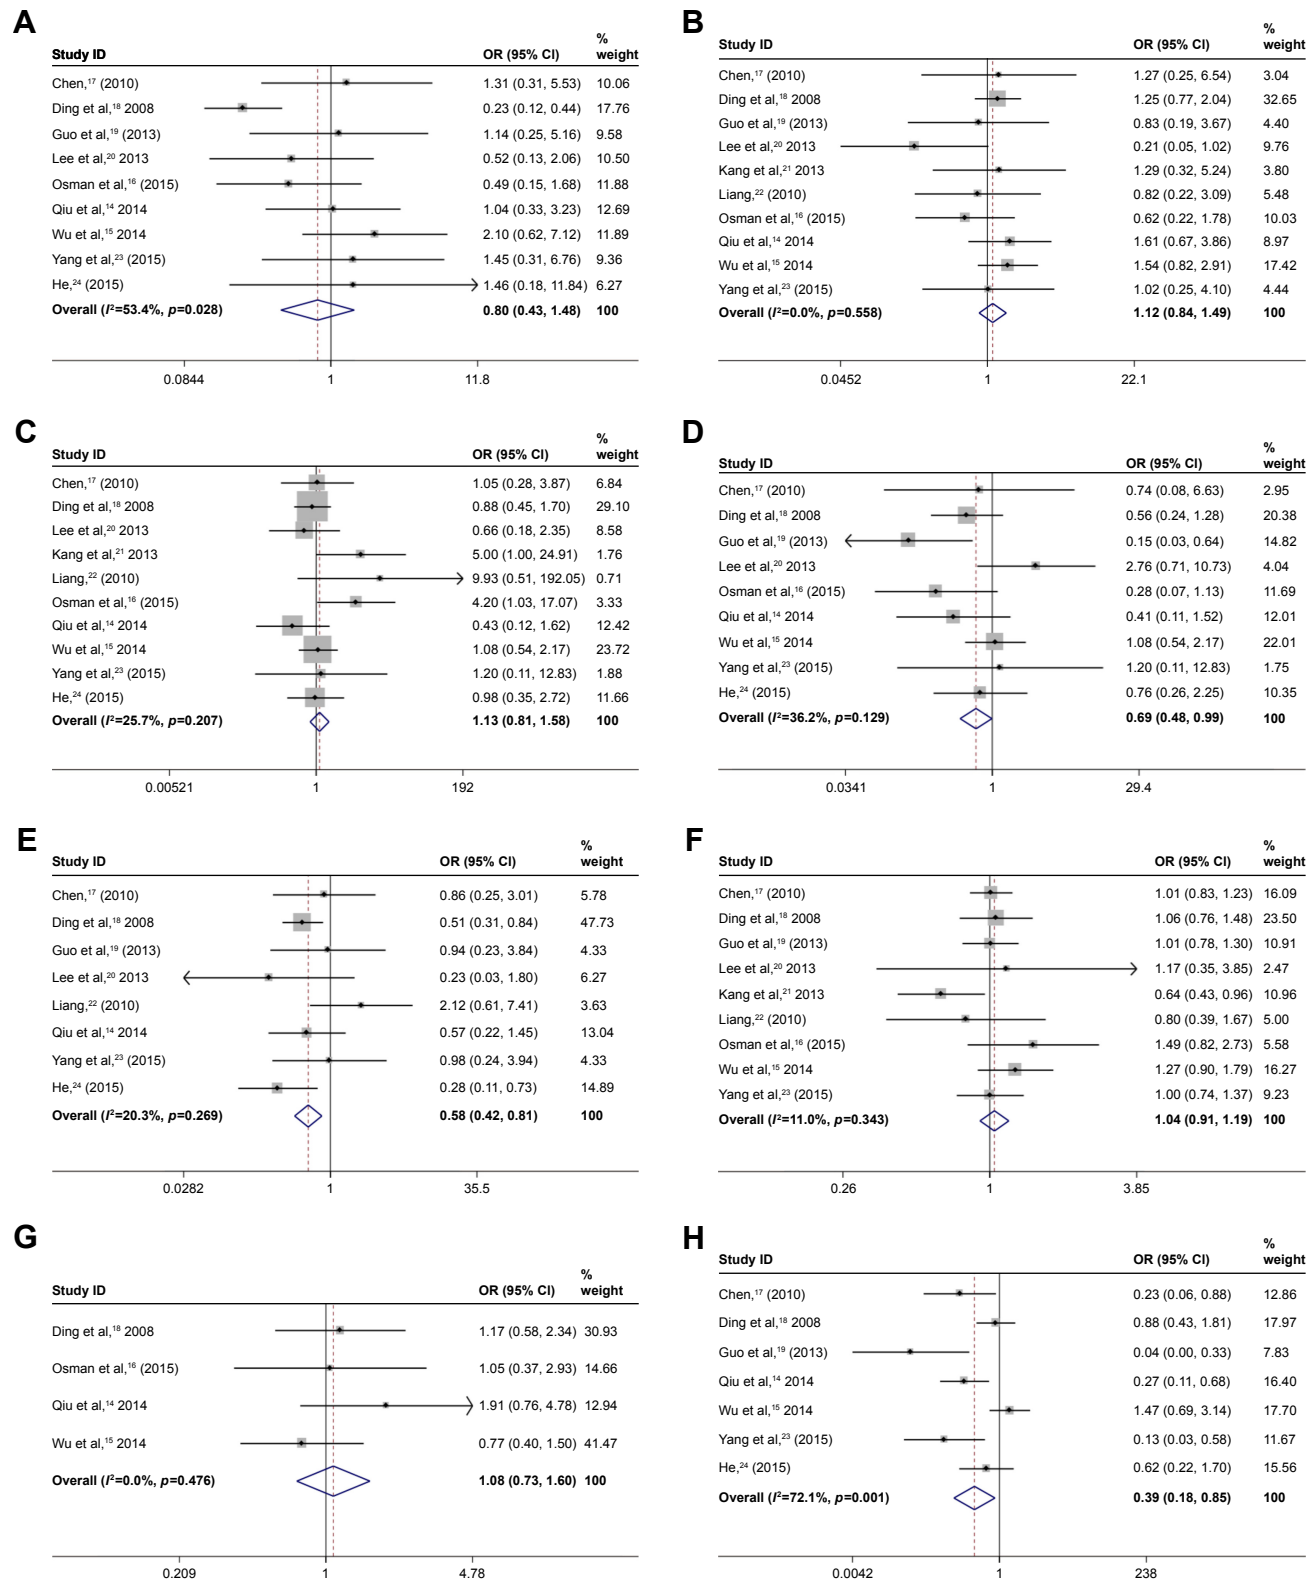 A
Study ID OR (95% CI) % weight
Chen,17 (2010) 1.31 (0.31, 5.53) 10.06
Ding et al,18 2008 0.23 (0.12, 0.44) 17.76
Guo et al,19 (2013) 1.14 (0.25, 5.16) 9.58
Lee et al,20 2013 0.52 (0.13, 2.06) 10.50
Osman et al,16 (2015) 0.49 (0.15, 1.68) 11.88
Qiu et al,14 2014 1.04 (0.33, 3.23) 12.69
Wu et al,15 2014 2.10 (0.62, 7.12) 11.89
Yang et al,23 (2015) 1.45 (0.31, 6.76) 9.36
He,24 (2015) 1.46 (0.18, 11.84) 6.27
Overall (I²=53.4%, p=0.028) 0.80 (0.43, 1.48) 100
0.0844 1 11.8
B
Study ID OR (95% CI) % weight
Chen,17 (2010) 1.27 (0.25, 6.54) 3.04
Ding et al,18 2008 1.25 (0.77, 2.04) 32.65
Guo et al,19 (2013) 0.83 (0.19, 3.67) 4.40
Lee et al,20 2013 0.21 (0.05, 1.02) 9.76
Kang et al,21 2013 1.29 (0.32, 5.24) 3.80
Liang,22 (2010) 0.82 (0.22, 3.09) 5.48
Osman et al,16 (2015) 0.62 (0.22, 1.78) 10.03
Qiu et al,14 2014 1.61 (0.67, 3.86) 8.97
Wu et al,15 2014 1.54 (0.82, 2.91) 17.42
Yang et al,23 (2015) 1.02 (0.25, 4.10) 4.44
Overall (I²=0.0%, p=0.558) 1.12 (0.84, 1.49) 100
0.0452 1 22.1
C
Study ID OR (95% CI) % weight
Chen,17 (2010) 1.05 (0.28, 3.87) 6.84
Ding et al,18 2008 0.88 (0.45, 1.70) 29.10
Lee et al,20 2013 0.66 (0.18, 2.35) 8.58
Kang et al,21 2013 5.00 (1.00, 24.91) 1.76
Liang,22 (2010) 9.93 (0.51, 192.05) 0.71
Osman et al,16 (2015) 4.20 (1.03, 17.07) 3.33
Qiu et al,14 2014 0.43 (0.12, 1.62) 12.42
Wu et al,15 2014 1.08 (0.54, 2.17) 23.72
Yang et al,23 (2015) 1.20 (0.11, 12.83) 1.88
He,24 (2015) 0.98 (0.35, 2.72) 11.66
Overall (I²=25.7%, p=0.207) 1.13 (0.81, 1.58) 100
0.00521 1 192
D
Study ID OR (95% CI) % weight
Chen,17 (2010) 0.74 (0.08, 6.63) 2.95
Ding et al,18 2008 0.56 (0.24, 1.28) 20.38
Guo et al,19 (2013) 0.15 (0.03, 0.64) 14.82
Lee et al,20 2013 2.76 (0.71, 10.73) 4.04
Osman et al,16 (2015) 0.28 (0.07, 1.13) 11.69
Qiu et al,14 2014 0.41 (0.11, 1.52) 12.01
Wu et al,15 2014 1.08 (0.54, 2.17) 22.01
Yang et al,23 (2015) 1.20 (0.11, 12.83) 1.75
He,24 (2015) 0.76 (0.26, 2.25) 10.35
Overall (I²=36.2%, p=0.129) 0.69 (0.48, 0.99) 100
0.0341 1 29.4
E
Study ID OR (95% CI) % weight
Chen,17 (2010) 0.86 (0.25, 3.01) 5.78
Ding et al,18 2008 0.51 (0.31, 0.84) 47.73
Guo et al,19 (2013) 0.94 (0.23, 3.84) 4.33
Lee et al,20 2013 0.23 (0.03, 1.80) 6.27
Liang,22 (2010) 2.12 (0.61, 7.41) 3.63
Qiu et al,14 2014 0.57 (0.22, 1.45) 13.04
Yang et al,23 (2015) 0.98 (0.24, 3.94) 4.33
He,24 (2015) 0.28 (0.11, 0.73) 14.89
Overall (I²=20.3%, p=0.269) 0.58 (0.42, 0.81) 100
0.0282 1 35.5
F
Study ID OR (95% CI) % weight
Chen,17 (2010) 1.01 (0.83, 1.23) 16.09
Ding et al,18 2008 1.06 (0.76, 1.48) 23.50
Guo et al,19 (2013) 1.01 (0.78, 1.30) 10.91
Lee et al,20 2013 1.17 (0.35, 3.85) 2.47
Kang et al,21 2013 0.64 (0.43, 0.96) 10.96
Liang,22 (2010) 0.80 (0.39, 1.67) 5.00
Osman et al,16 (2015) 1.49 (0.82, 2.73) 5.58
Wu et al,15 2014 1.27 (0.90, 1.79) 16.27
Yang et al,23 (2015) 1.00 (0.74, 1.37) 9.23
Overall (I²=11.0%, p=0.343) 1.04 (0.91, 1.19) 100
0.26 1 3.85
G
Study ID OR (95% CI) % weight
Ding et al,18 2008 1.17 (0.58, 2.34) 30.93
Osman et al,16 (2015) 1.05 (0.37, 2.93) 14.66
Qiu et al,14 2014 1.91 (0.76, 4.78) 12.94
Wu et al,15 2014 0.77 (0.40, 1.50) 41.47
Overall (I²=0.0%, p=0.476) 1.08 (0.73, 1.60) 100
0.209 1 4.78
H
Study ID OR (95% CI) % weight
Chen,17 (2010) 0.23 (0.06, 0.88) 12.86
Ding et al,18 2008 0.88 (0.43, 1.81) 17.97
Guo et al,19 (2013) 0.04 (0.00, 0.33) 7.83
Qiu et al,14 2014 0.27 (0.11, 0.68) 16.40
Wu et al,15 2014 1.47 (0.69, 3.14) 17.70
Yang et al,23 (2015) 0.13 (0.03, 0.58) 11.67
He,24 (2015) 0.62 (0.22, 1.70) 15.56
Overall (I²=72.1%, p=0.001) 0.39 (0.18, 0.85) 100
0.0042 1 238